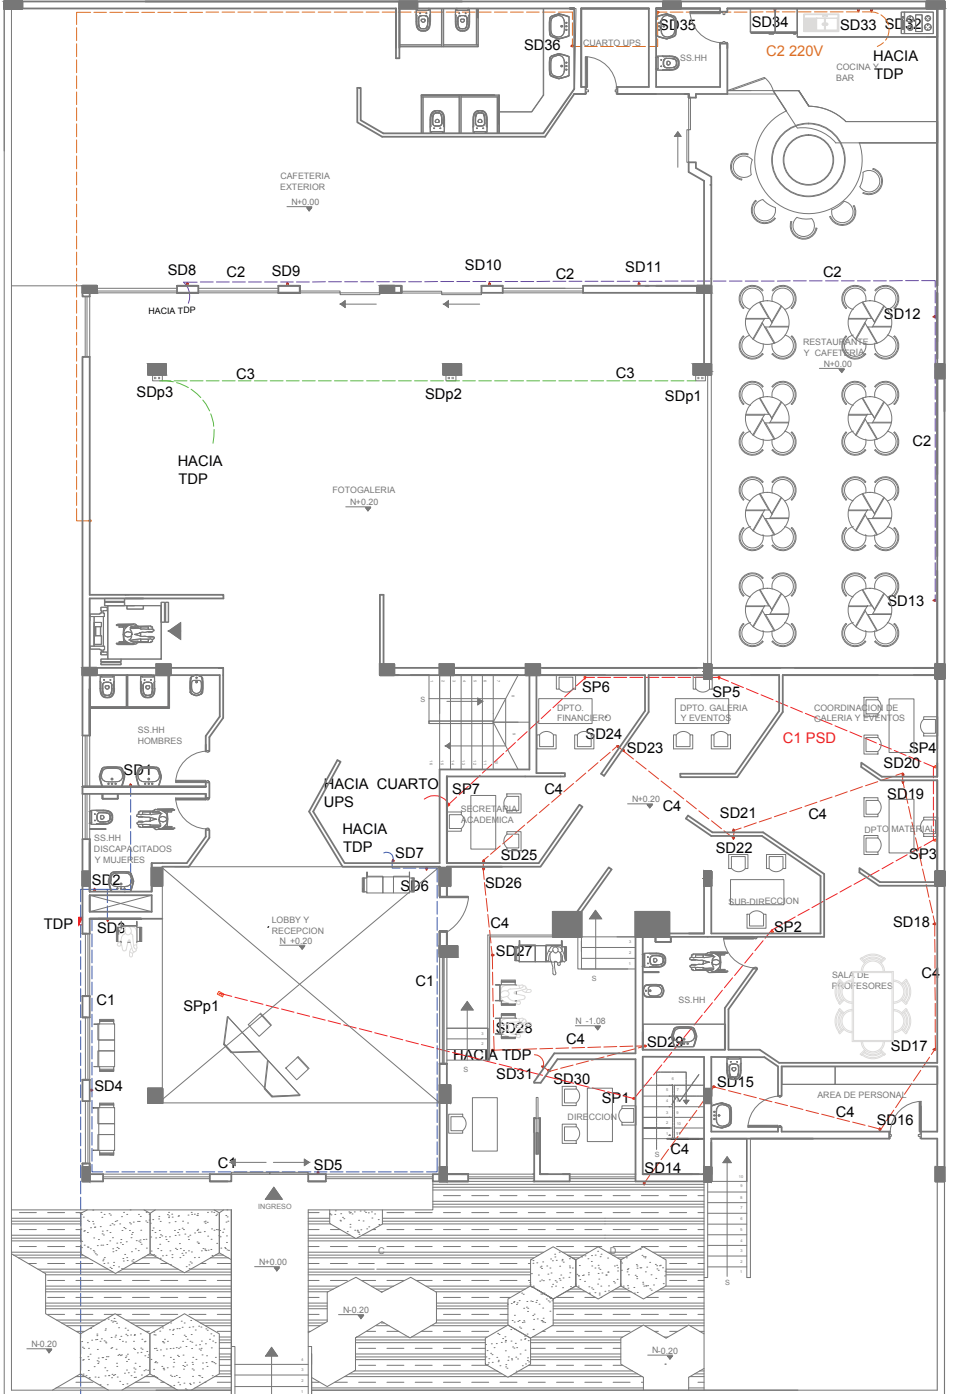 SD35
SD34
SD33
SD32
SD36
CUARTO UPS
SS.HH
C2 220V
HACIA
TDP
COCINA Y
BAR
CAFETERIA
EXTERIOR
N+0.00
SD8
C2
SD9
SD10
C2
SD11
C2
HACIA TDP
SD12
RESTAURANTE
Y CAFETERÍA
N+0.00
C3
C3
SDp3
SDp2
SDp1
C2
HACIA
TDP
FOTOGALERIA
N+0.20
SD13
SP6
SP5
S
DPTO.
FINANCIERO
DPTO. GALERIA
Y EVENTOS
COORDINACION DE
GALERIA Y EVENTOS
SS.HH
HOMBRES
SD24
SD23
C1 PSD
SP4
SD1
HACIA CUARTO
UPS
SP7
C4
SD20
SD19
N+0.20
SECRETARIA
ACADEMICA
C4
C4
HACIA
TDP
SD21
SD22
DPTO MATERIAL
SS.HH
DISCAPACITADOS
Y MUJERES
SD7
SD25
SP3
SD2
SD6
SD26
SUB-DIRECCION
TDP
SD3
LOBBY Y
RECEPCION
N +0.20
C4
SP2
SD18
SD27
S
C1
SALA DE
PROFESORES
C4
C1
SPp1
SS.HH
SD28
N -1.08
C4
SD29
SD17
HACIA TDP
S
SD31
SD30
SD4
SP1
SD15
AREA DE PERSONAL
DIRECCION
C4
SD16
C4
S
C1
SD5
SD14
INGRESO
C
D
N+0.00
S
N-0.20
N-0.20
N-0.20
S